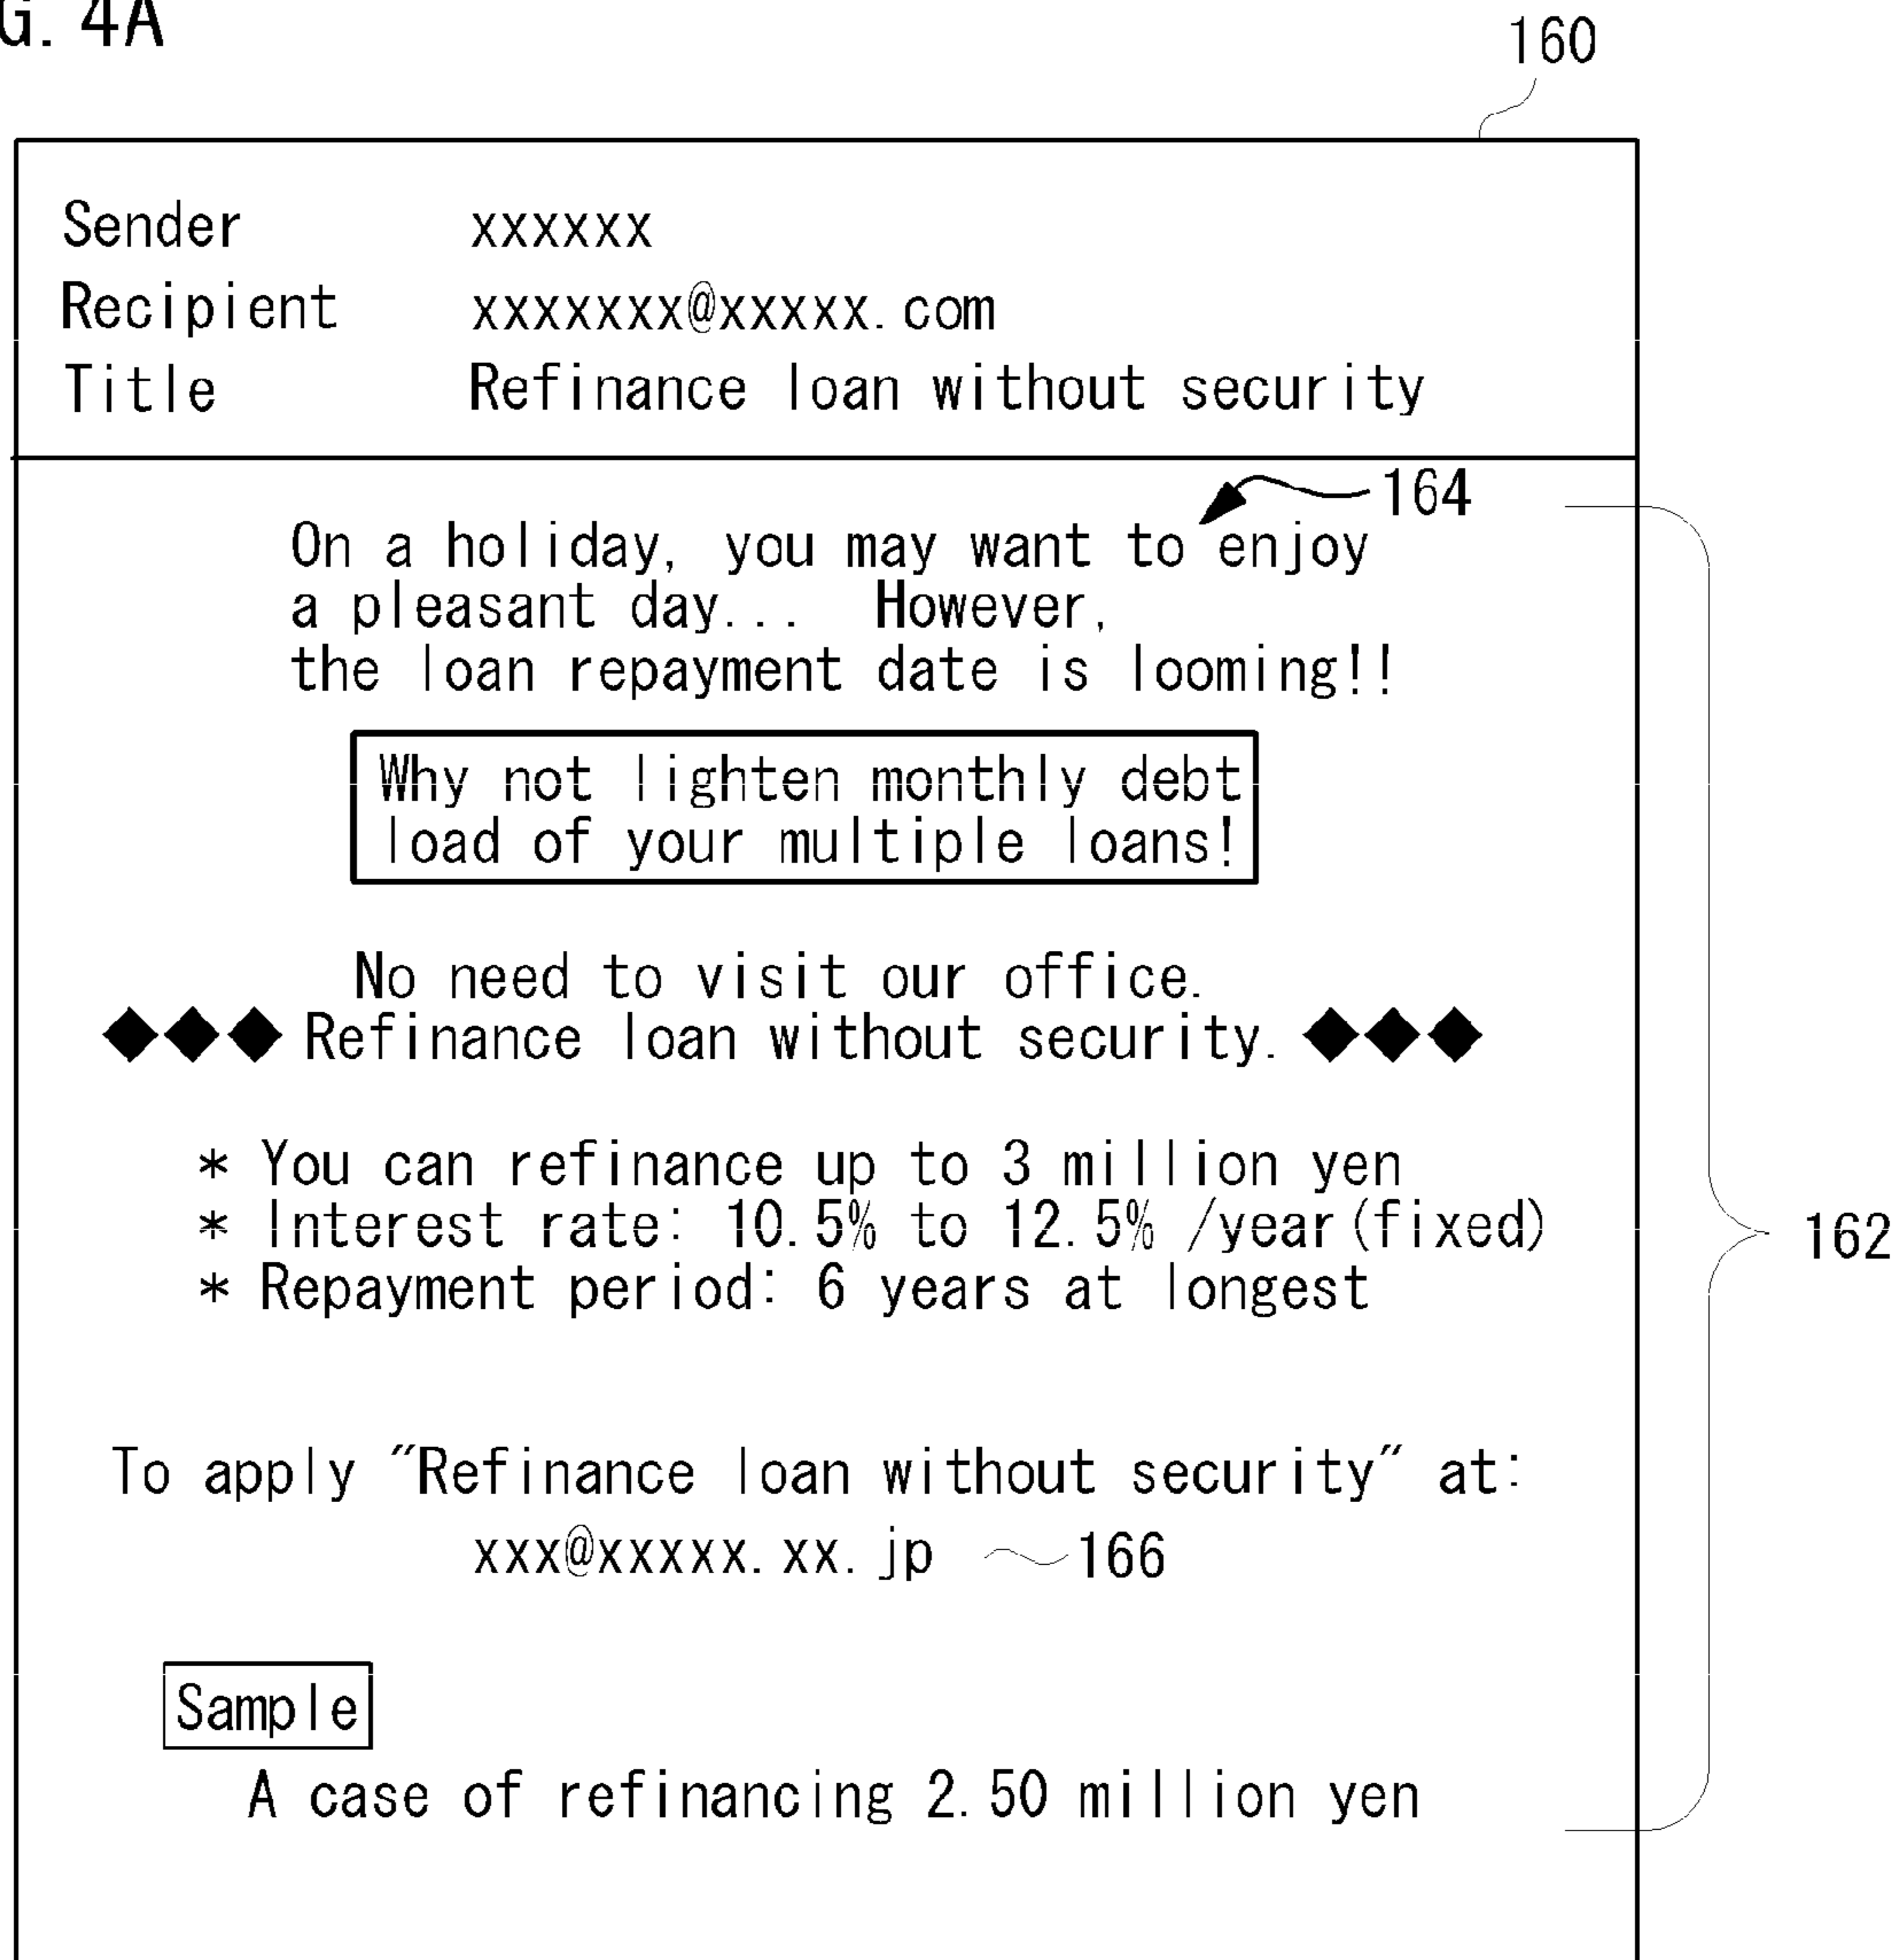 G. 4A
160
Sender xxxxxx
Recipient xxxxxxx@xxxxx.com
Title Refinance loan without security
164
On a holiday, you may want to enjoy
a pleasant day... However,
the loan repayment date is looming!!
Why not lighten monthly debt
load of your multiple loans!
No need to visit our office.
◆◆◆ Refinance loan without security. ◆◆◆
* You can refinance up to 3 million yen
* Interest rate: 10.5% to 12.5% /year(fixed)
* Repayment period: 6 years at longest
162
To apply "Refinance loan without security" at:
xxx@xxxxx.xx.jp 166
Sample
A case of refinancing 2.50 million yen